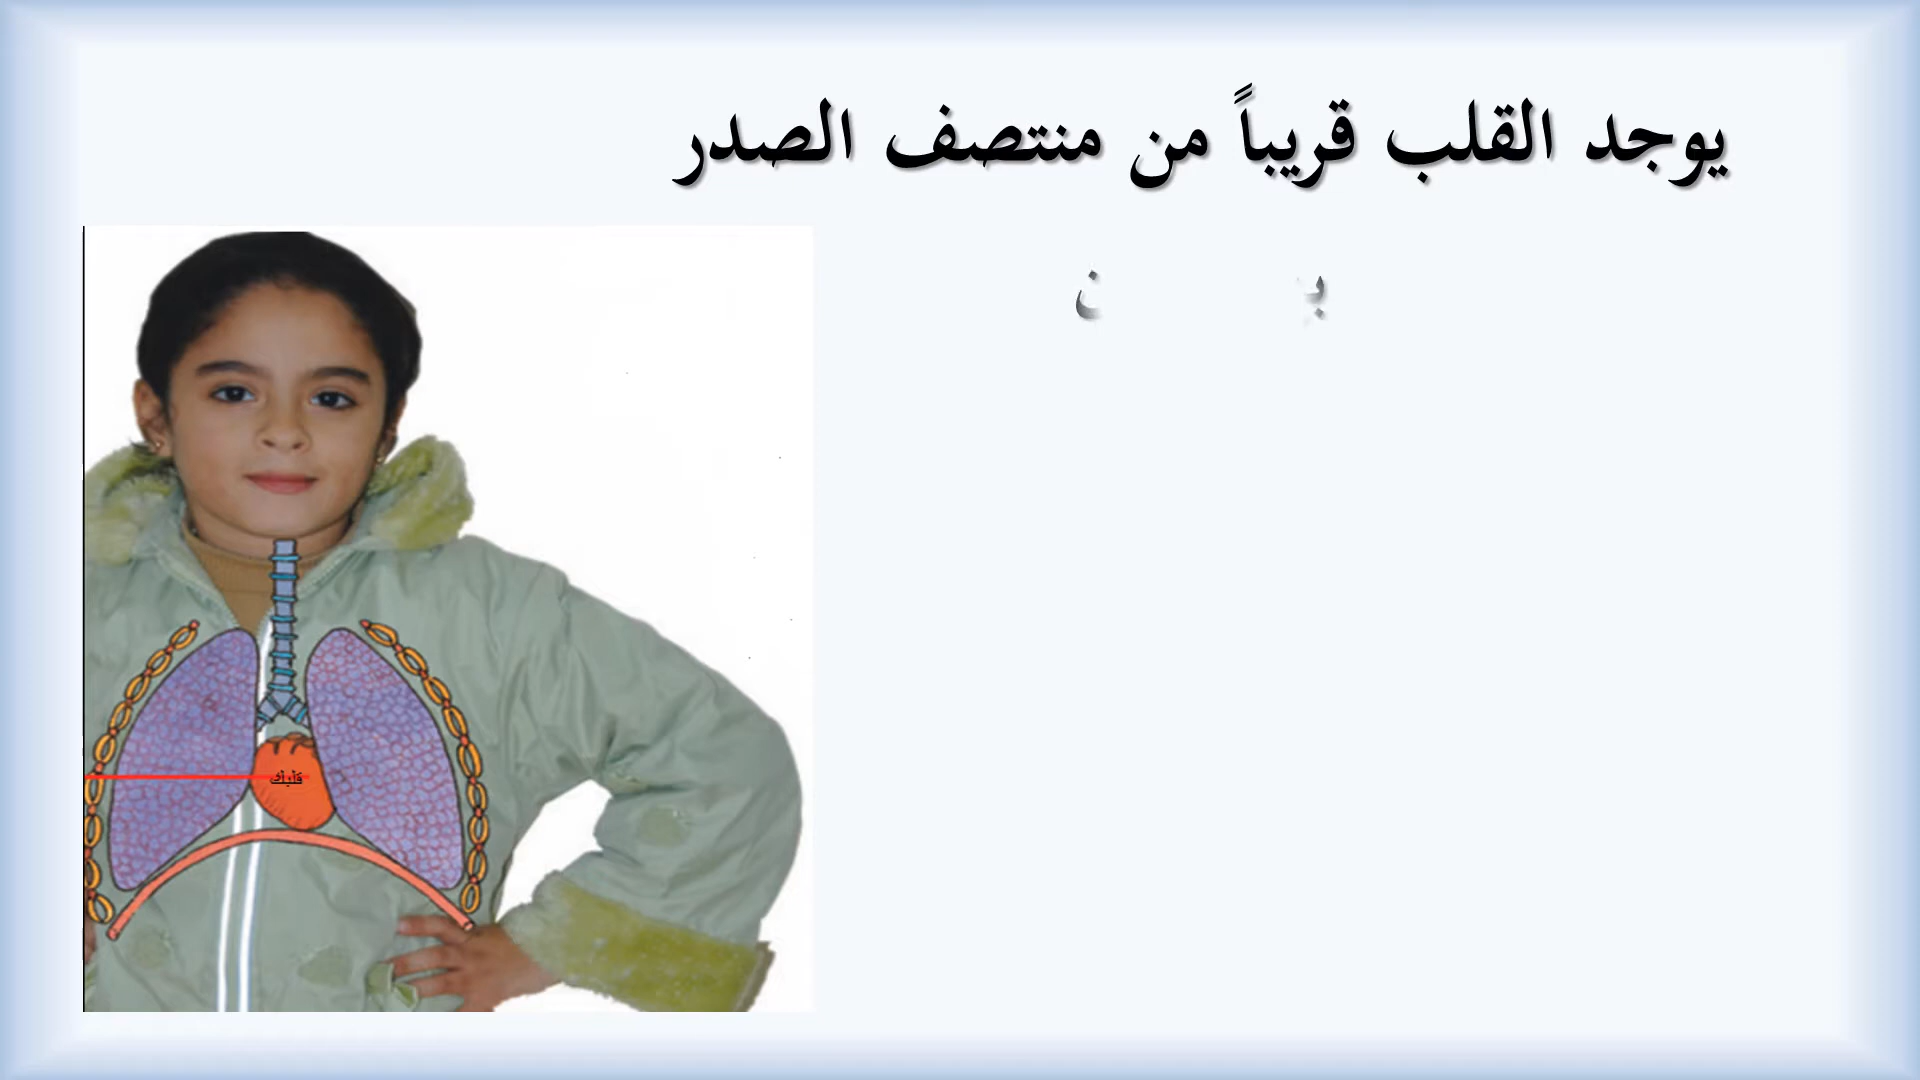 يوجد القلب قريباً من منتصف الصدر
قلبك